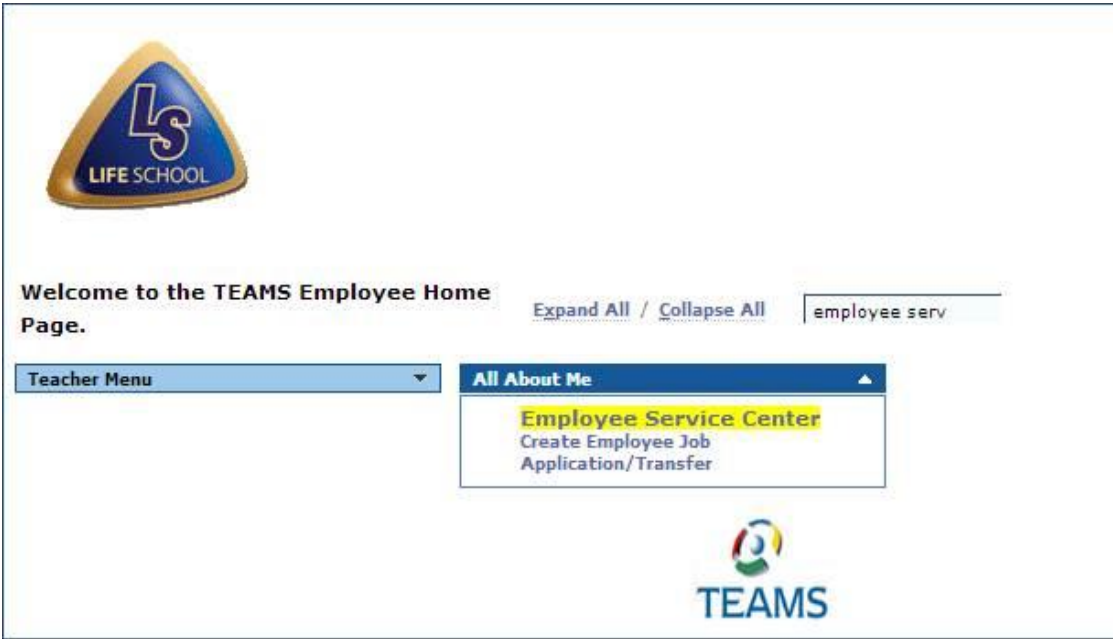 LS
LIFE SCHOOL
Welcome to the TEAMS Employee Home
Page.
Expand All / Collapse All
employee serv
Teacher Menu
All About Me
Employee Service Center
Create Employee Job
Application/Transfer
TEAMS